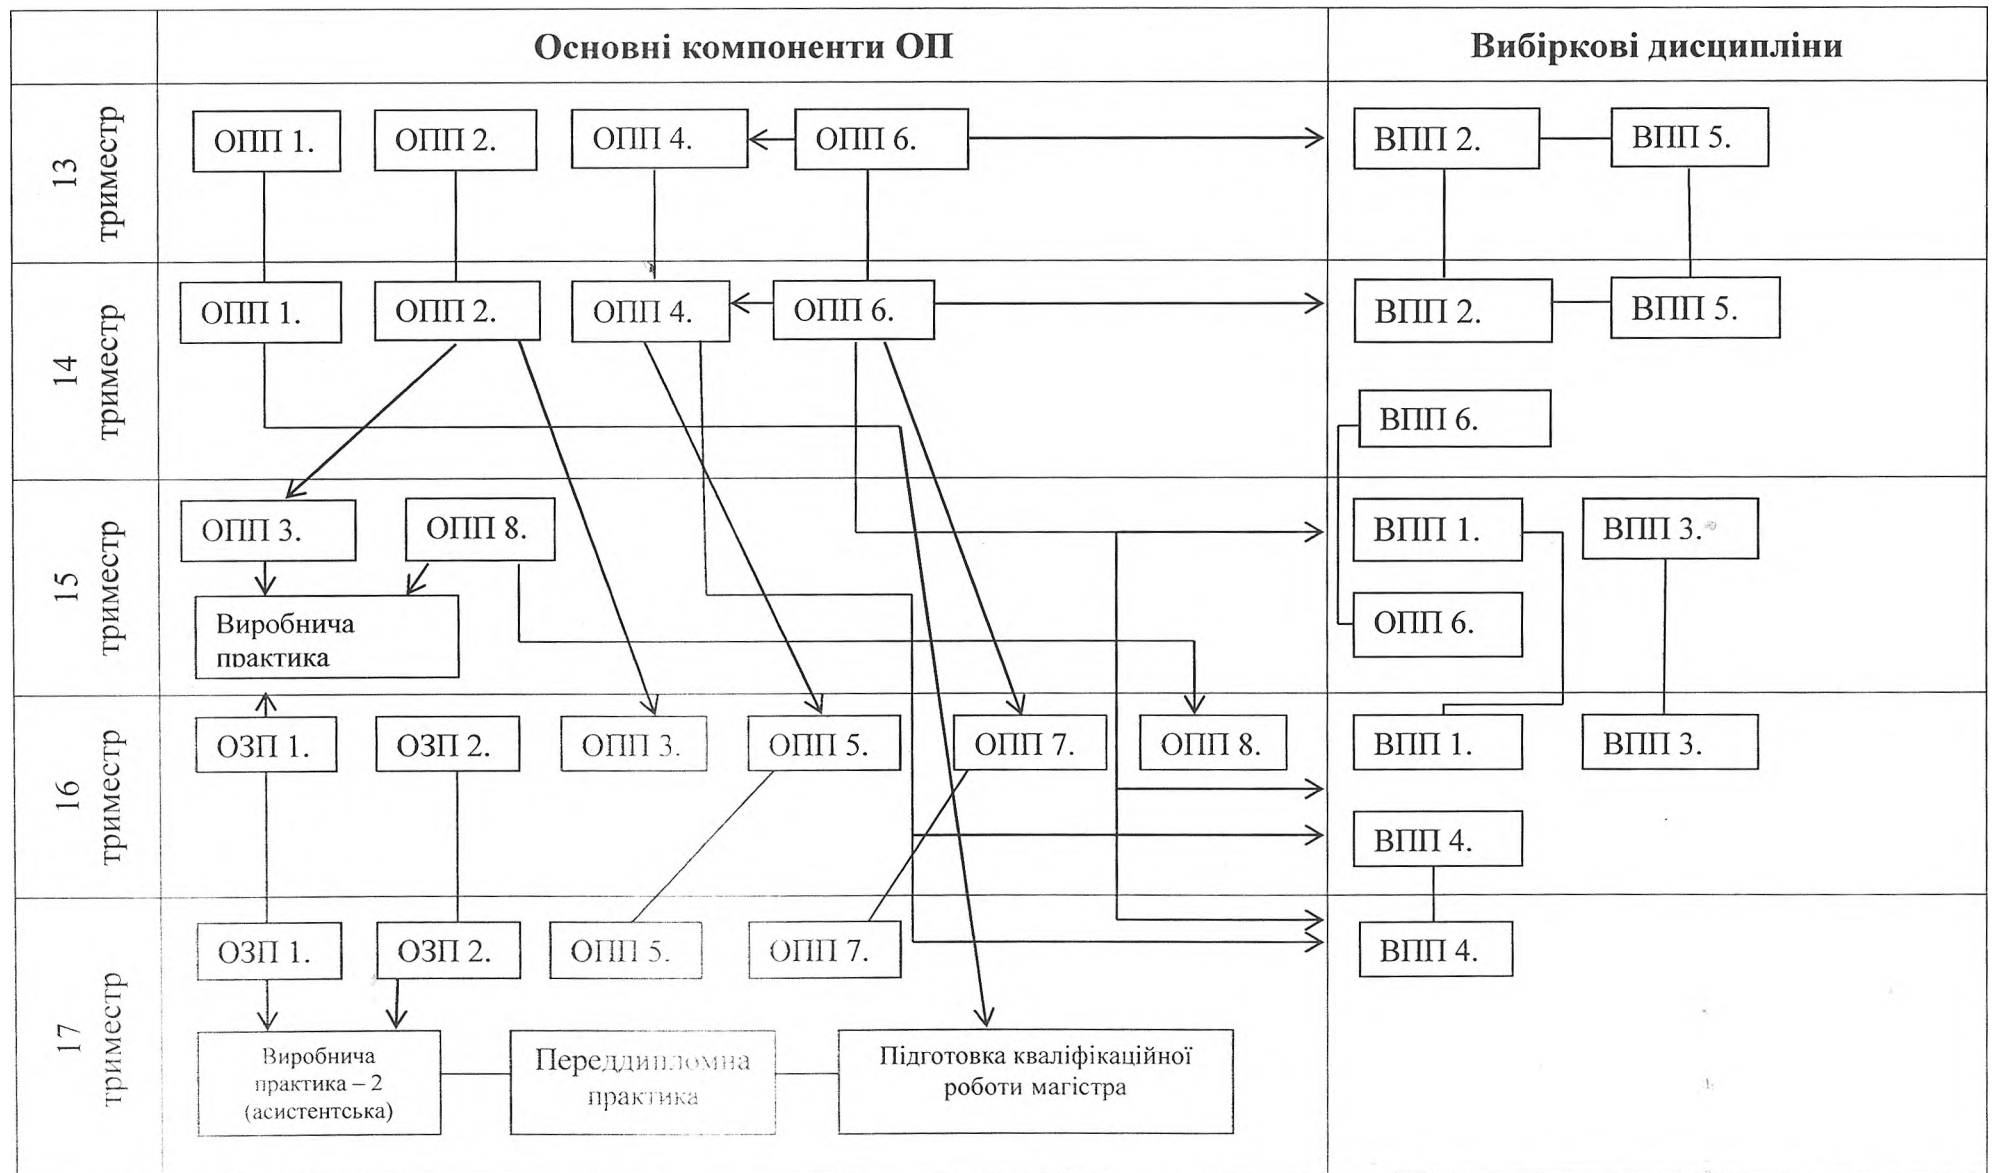 Основні компоненти ОП
Вибіркові дисципліни
13
триместр
ОПП 1.
ОПП 2.
ОПП 4.
ОПП 6.
ВПП 2.
ВПП 5.
14
триместр
ОПП 1.
ОПП 2.
ОПП 4.
ОПП 6.
ВПП 2.
ВПП 5.
ВПП 6.
15
триместр
ОПП 3.
ОПП 8.
ВПП 1.
ВПП 3.
Виробнича
практика
ОПП 6.
16
триместр
ОЗП 1.
ОЗП 2.
ОПП 3.
ОПП 5.
ОПП 7.
ОПП 8.
ВПП 1.
ВПП 3.
ВПП 4.
17
триместр
ОЗП 1.
ОЗП 2.
ОПП 5.
ОПП 7.
ВПП 4.
Виробнича
практика – 2
(асистентська)
Переддипломна
практика
Підготовка кваліфікаційної
роботи магістра